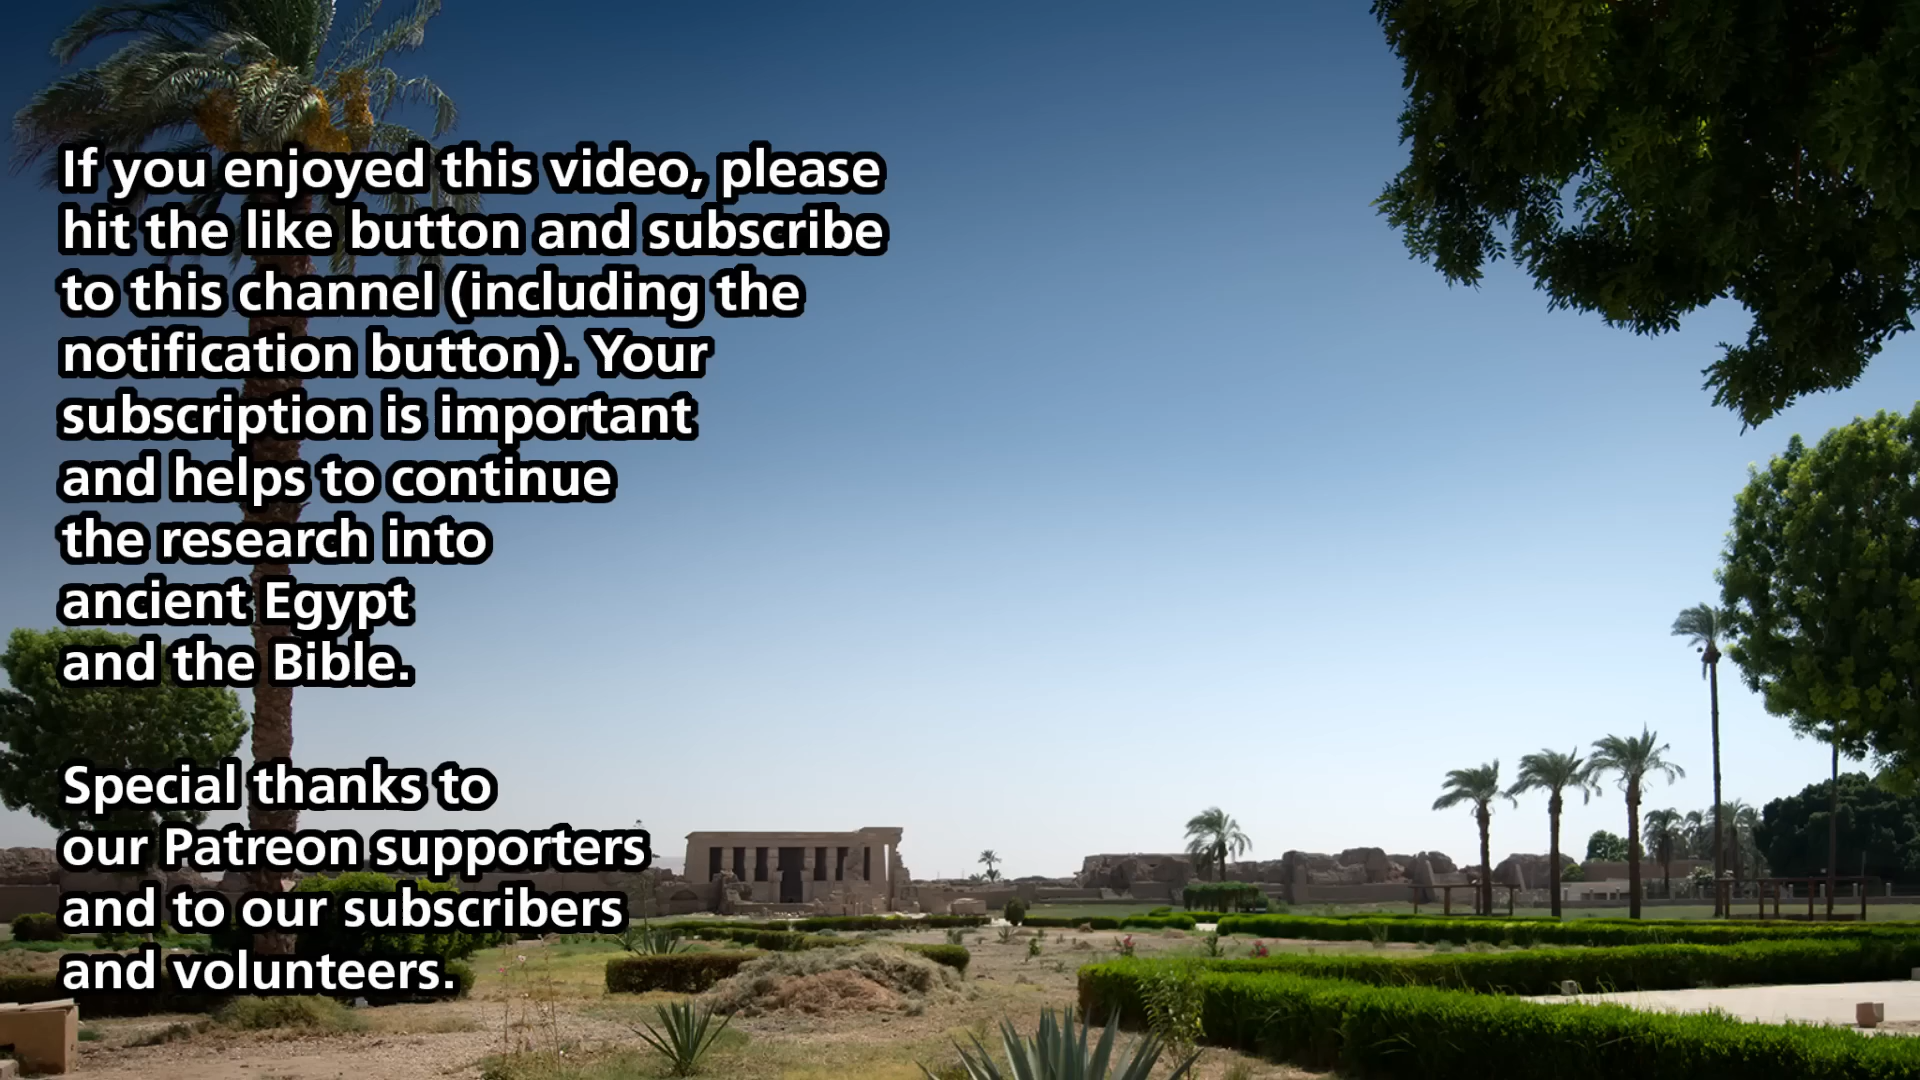 If you enjoyed this video, please
hit the like button and subscribe
to this channel (including the
notification button). Your
subscription is important
and helps to continue
the research into
ancient Egypt
and the Bible.
Special thanks to
our Patreon supporters
and to our subscribers
and volunteers.